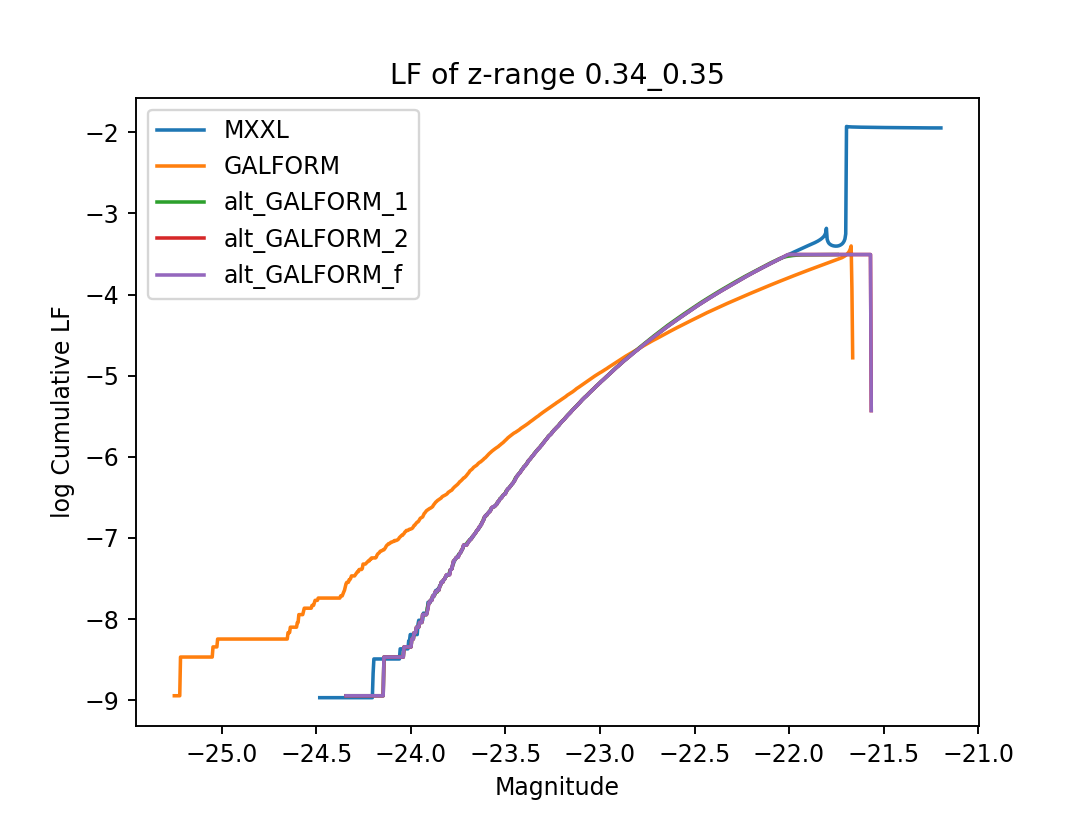 LF of z-range 0.34_0.35
MXXL
GALFORM
alt_GALFORM_1
alt_GALFORM_2
alt_GALFORM_f
log Cumulative LF
−2
−3
−4
−5
−6
−7
−8
−9
−25.0 −24.5 −24.0 −23.5 −23.0 −22.5 −22.0 −21.5 −21.0
Magnitude